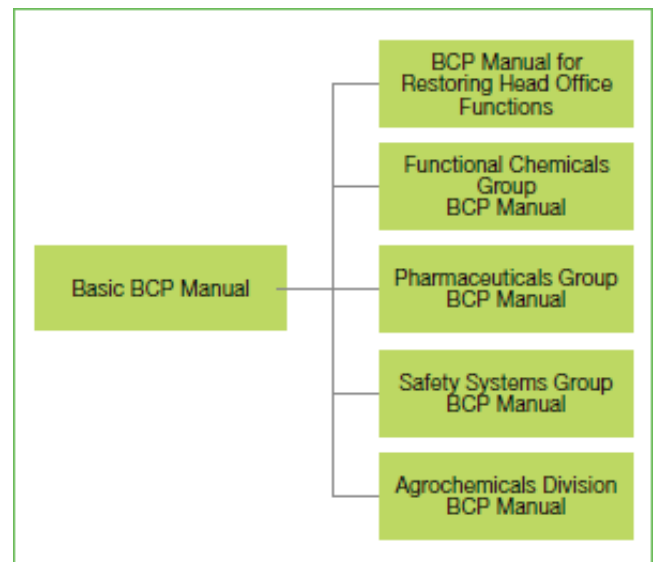 BCP Manual for
Restoring Head Office
Functions
Functional Chemicals
Group
BCP Manual
Basic BCP Manual
Pharmaceuticals Group
BCP Manual
Safety Systems Group
BCP Manual
Agrochemicals Division
BCP Manual